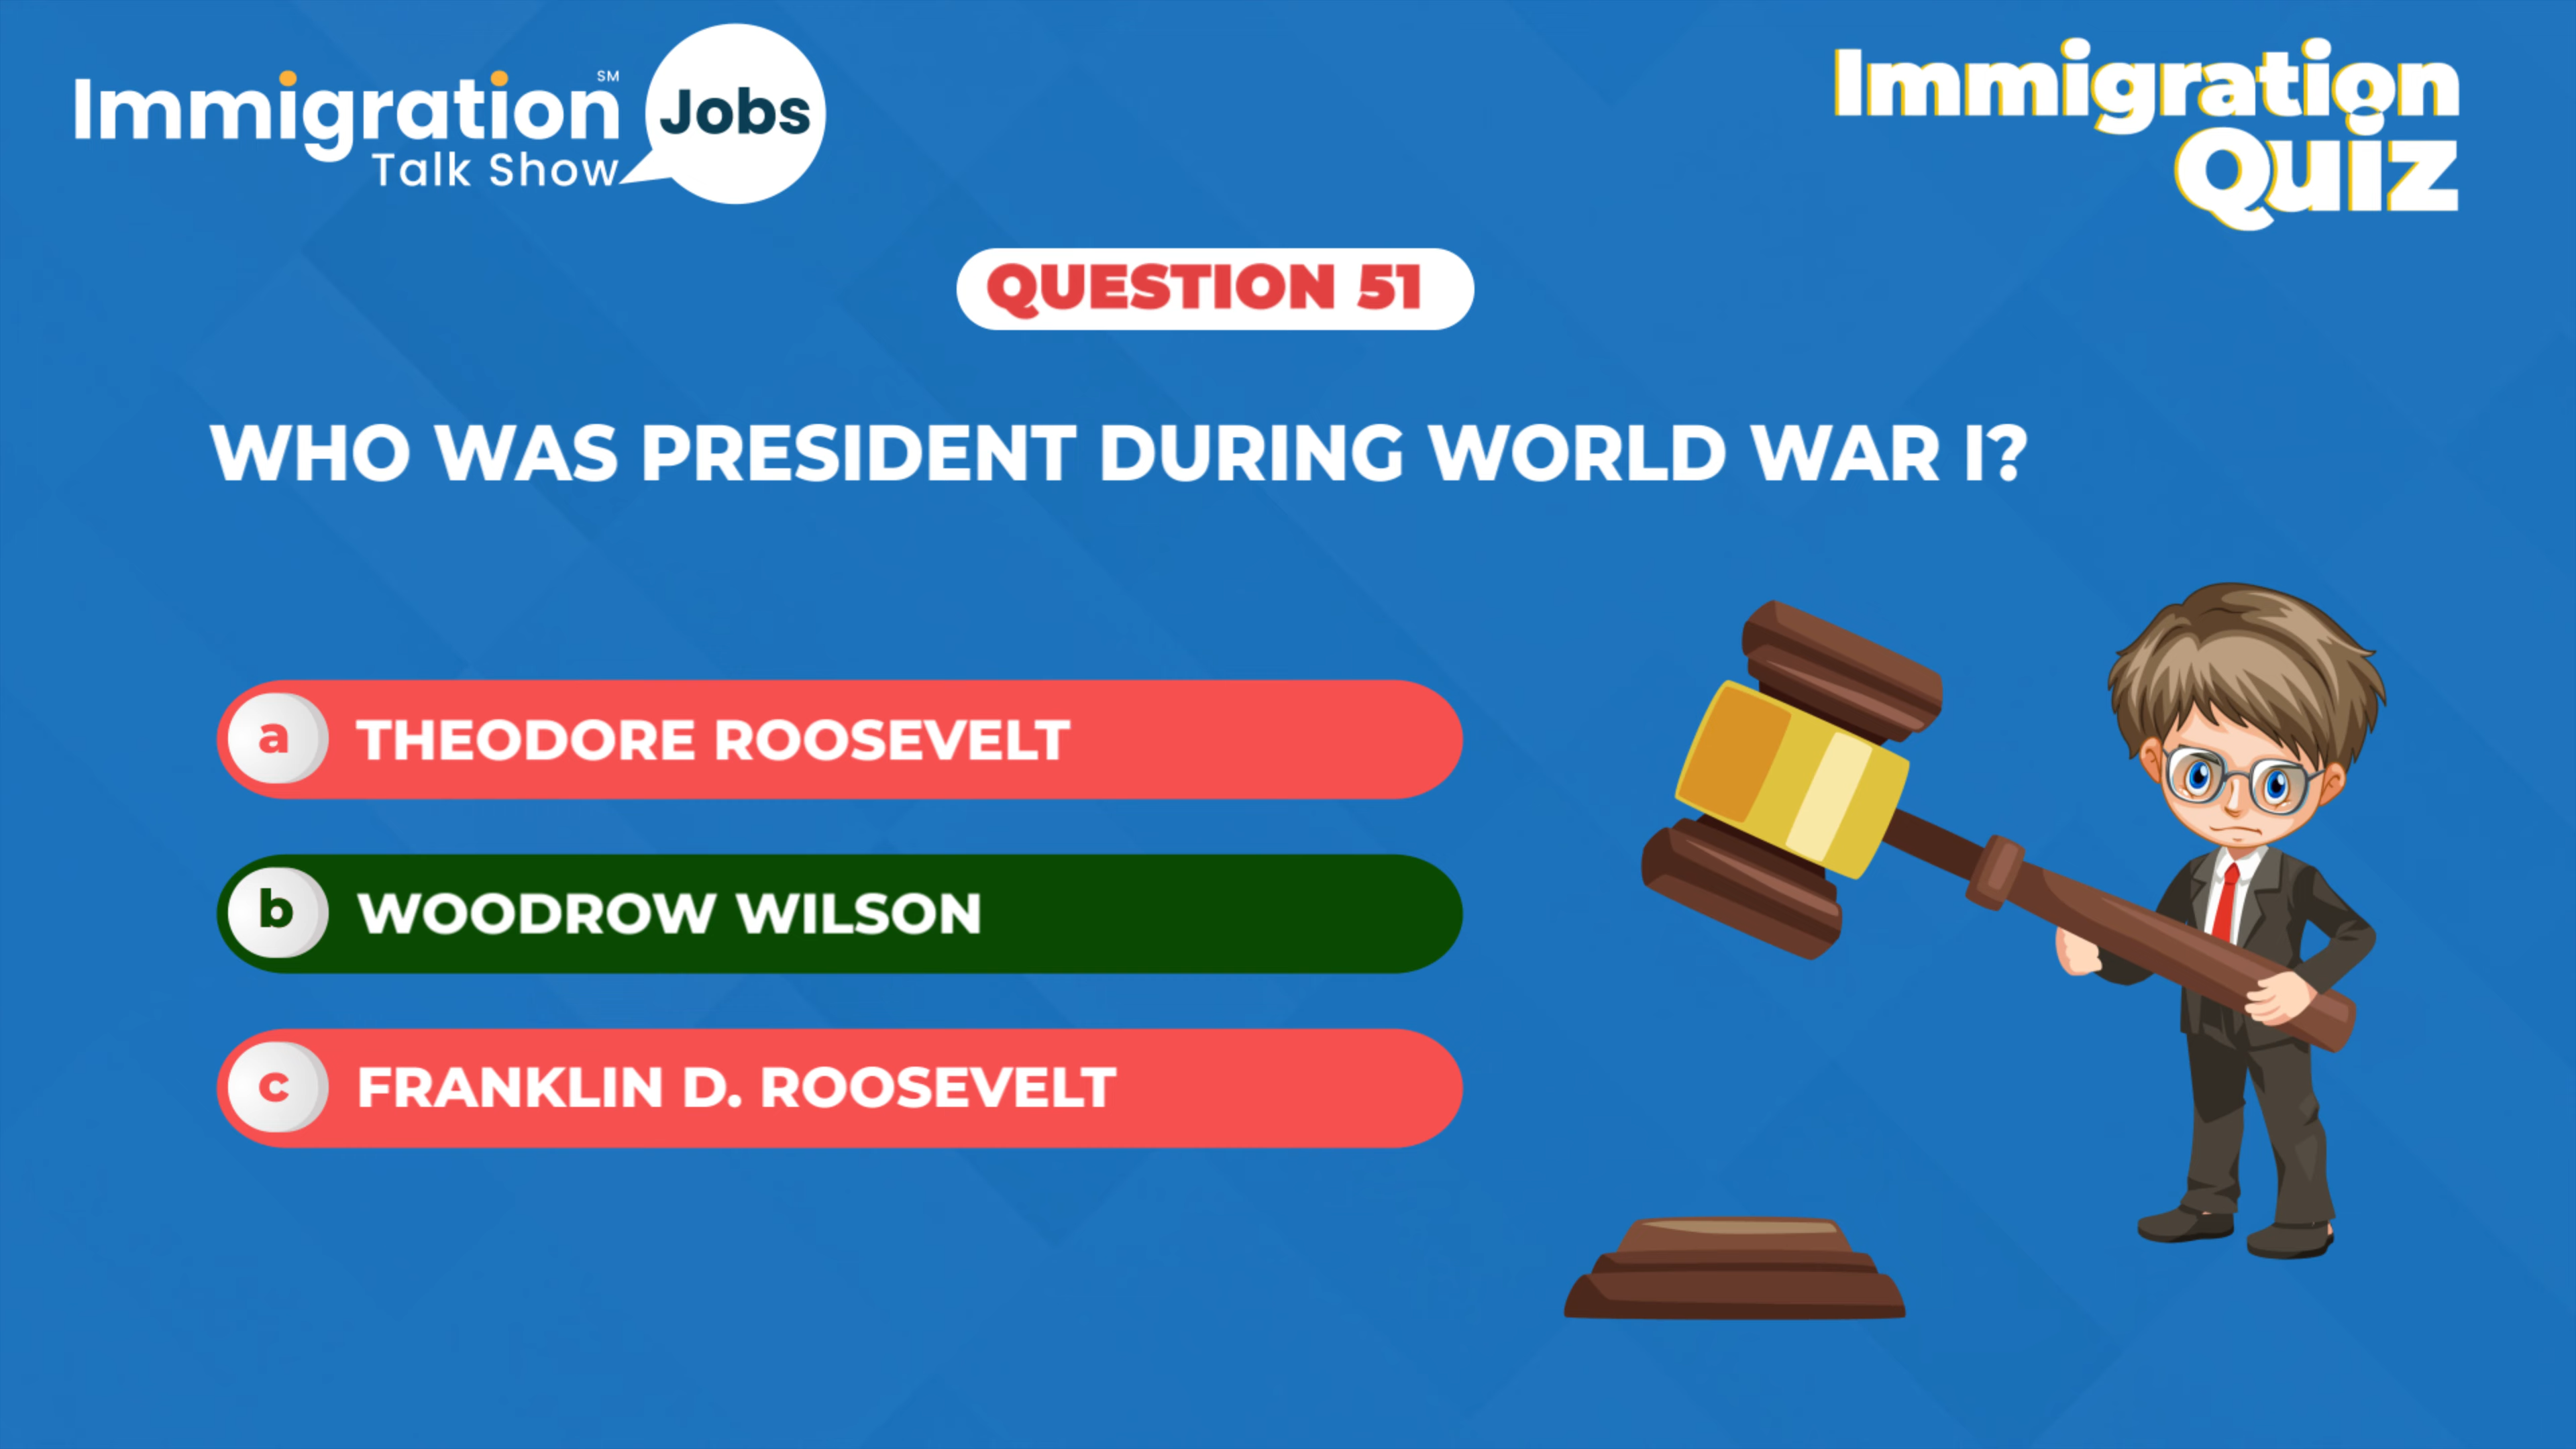 Immigration SM
Talk Show
Jobs
Immigration
Quiz
QUESTION 51
WHO WAS PRESIDENT DURING WORLD WAR I?
a THEODORE ROOSEVELT
b WOODROW WILSON
c FRANKLIN D. ROOSEVELT